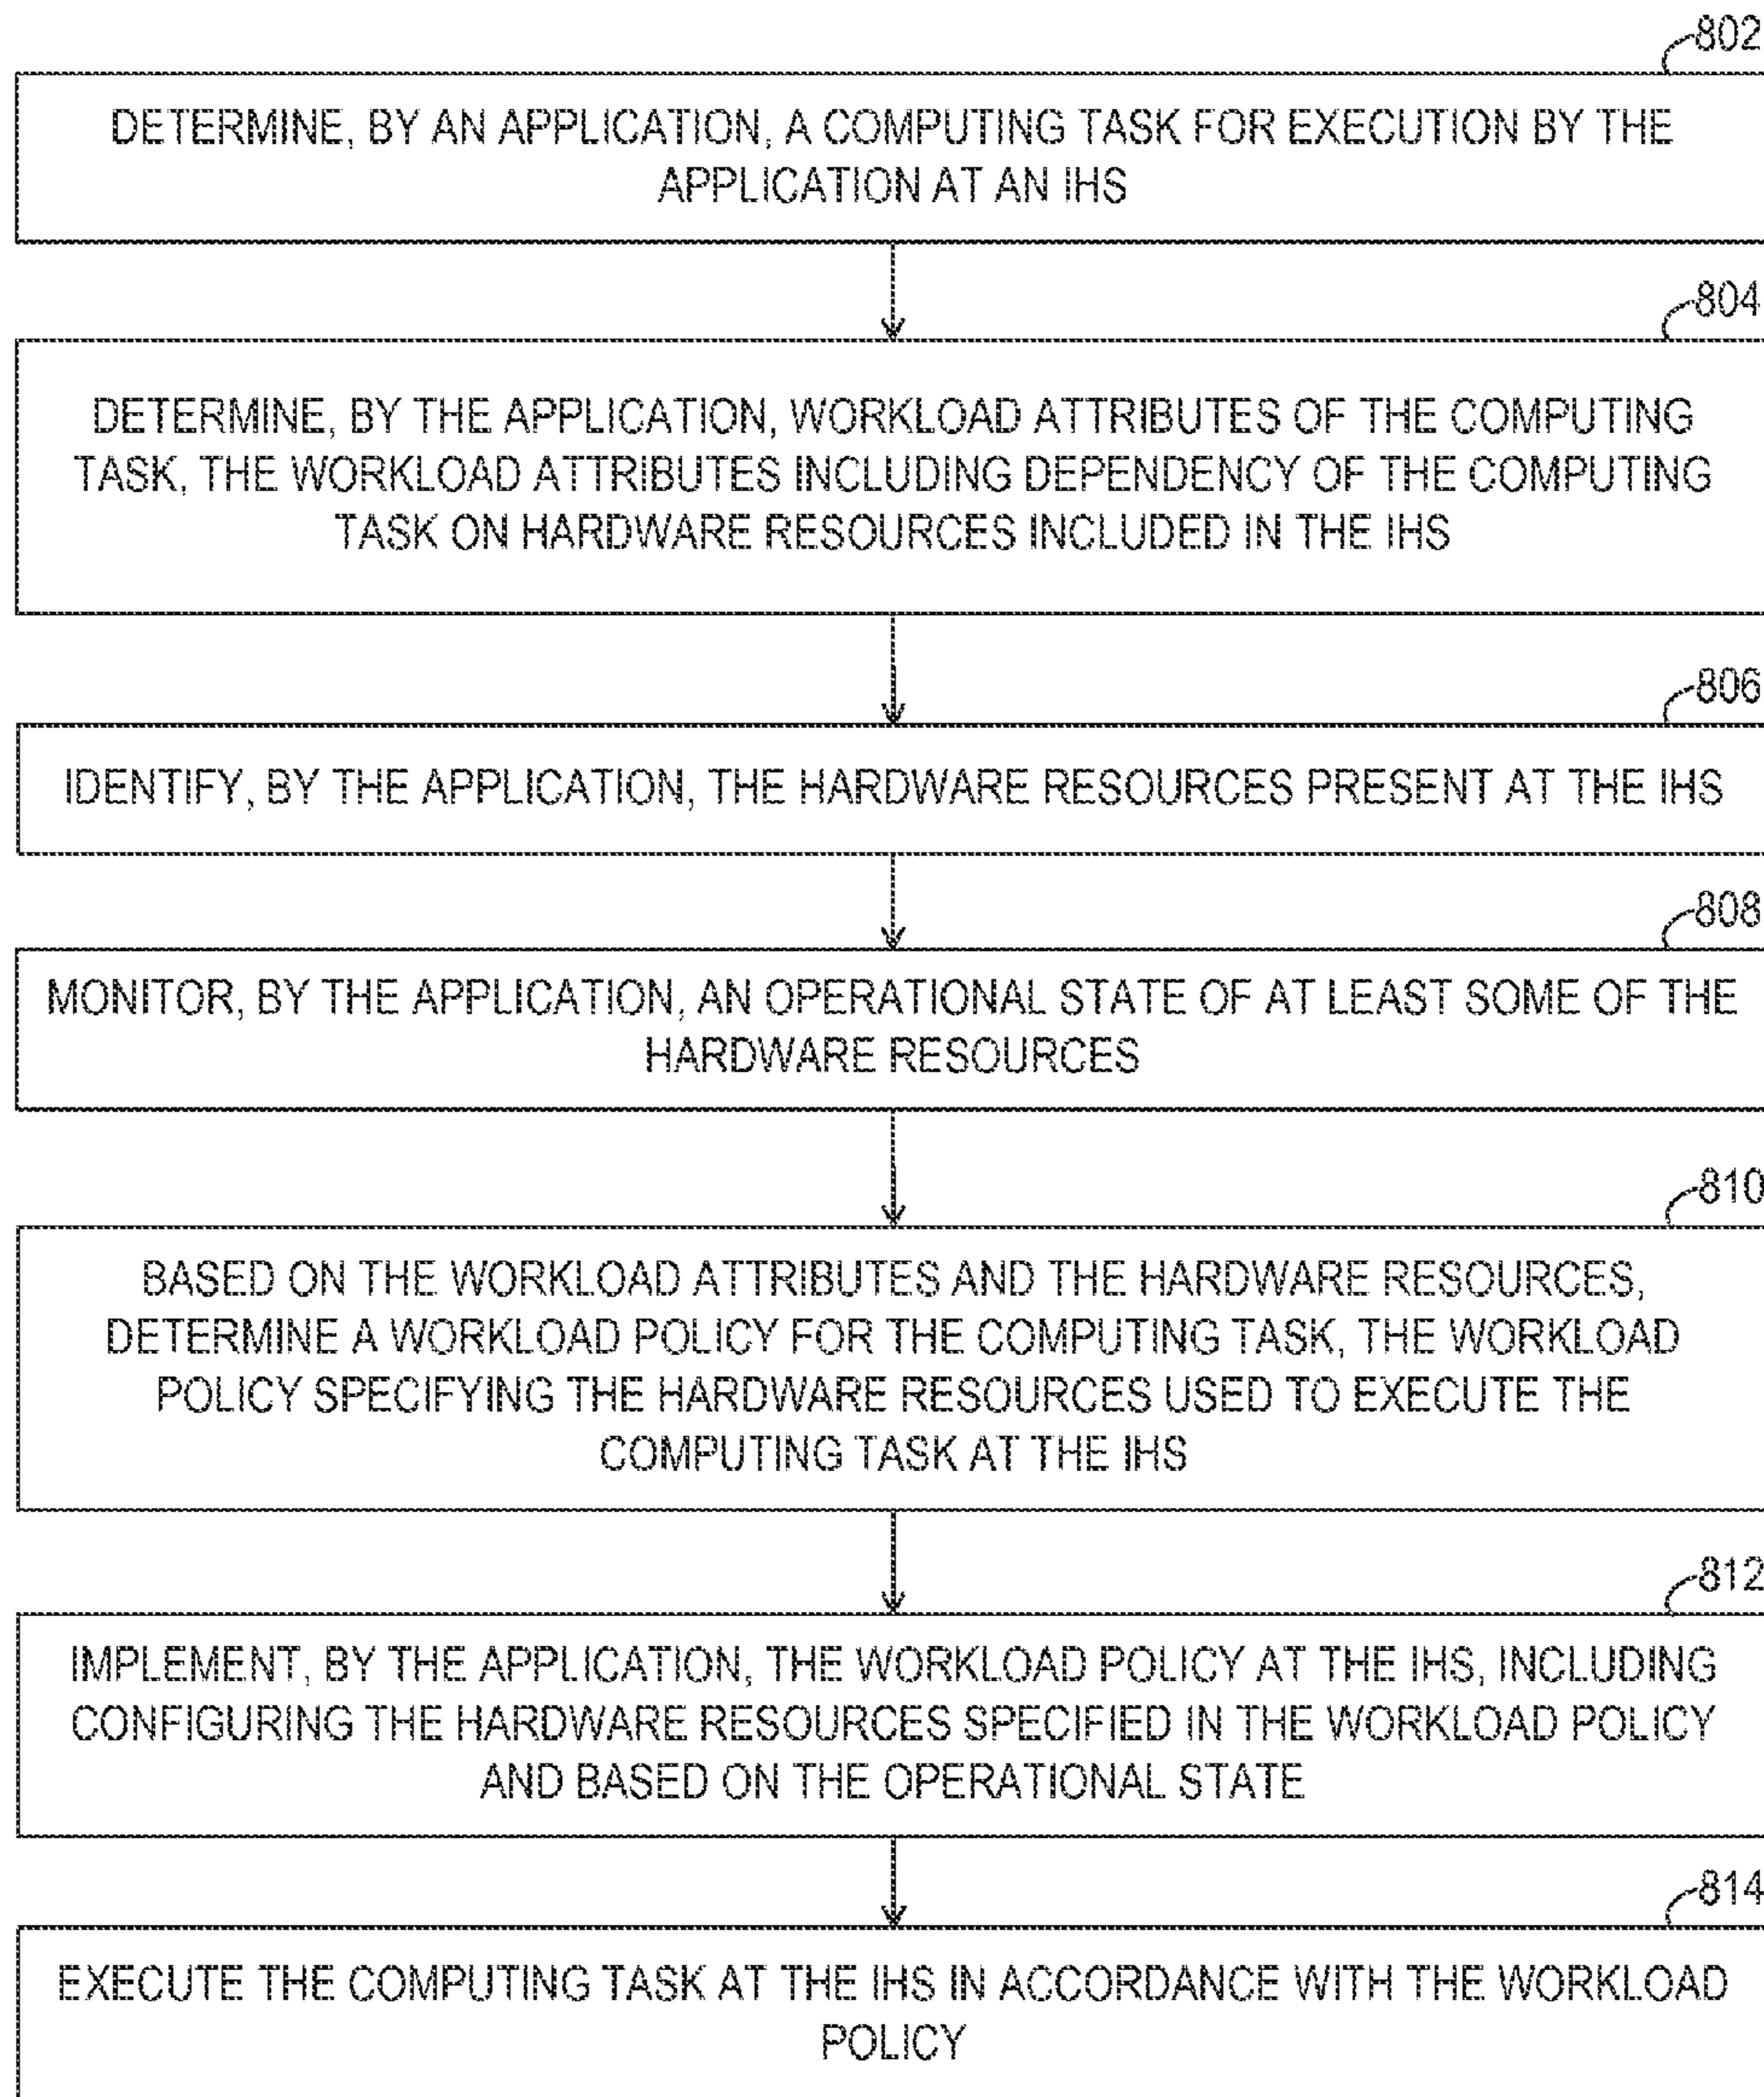 802
DETERMINE, BY AN APPLICATION, A COMPUTING TASK FOR EXECUTION BY THE
APPLICATION AT AN IHS
804
DETERMINE, BY THE APPLICATION, WORKLOAD ATTRIBUTES OF THE COMPUTING
TASK, THE WORKLOAD ATTRIBUTES INCLUDING DEPENDENCY OF THE COMPUTING
TASK ON HARDWARE RESOURCES INCLUDED IN THE IHS
806
IDENTIFY, BY THE APPLICATION, THE HARDWARE RESOURCES PRESENT AT THE IHS
808
MONITOR, BY THE APPLICATION, AN OPERATIONAL STATE OF AT LEAST SOME OF THE
HARDWARE RESOURCES
810
BASED ON THE WORKLOAD ATTRIBUTES AND THE HARDWARE RESOURCES,
DETERMINE A WORKLOAD POLICY FOR THE COMPUTING TASK, THE WORKLOAD
POLICY SPECIFYING THE HARDWARE RESOURCES USED TO EXECUTE THE
COMPUTING TASK AT THE IHS
812
IMPLEMENT, BY THE APPLICATION, THE WORKLOAD POLICY AT THE IHS, INCLUDING
CONFIGURING THE HARDWARE RESOURCES SPECIFIED IN THE WORKLOAD POLICY
AND BASED ON THE OPERATIONAL STATE
814
EXECUTE THE COMPUTING TASK AT THE IHS IN ACCORDANCE WITH THE WORKLOAD
POLICY